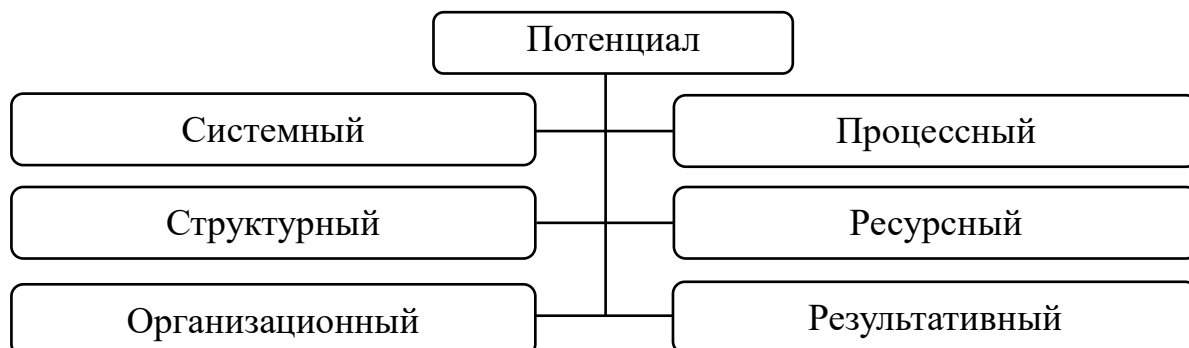 Потенциал
Системный
Процессный
Структурный
Ресурсный
Организационный
Результативный